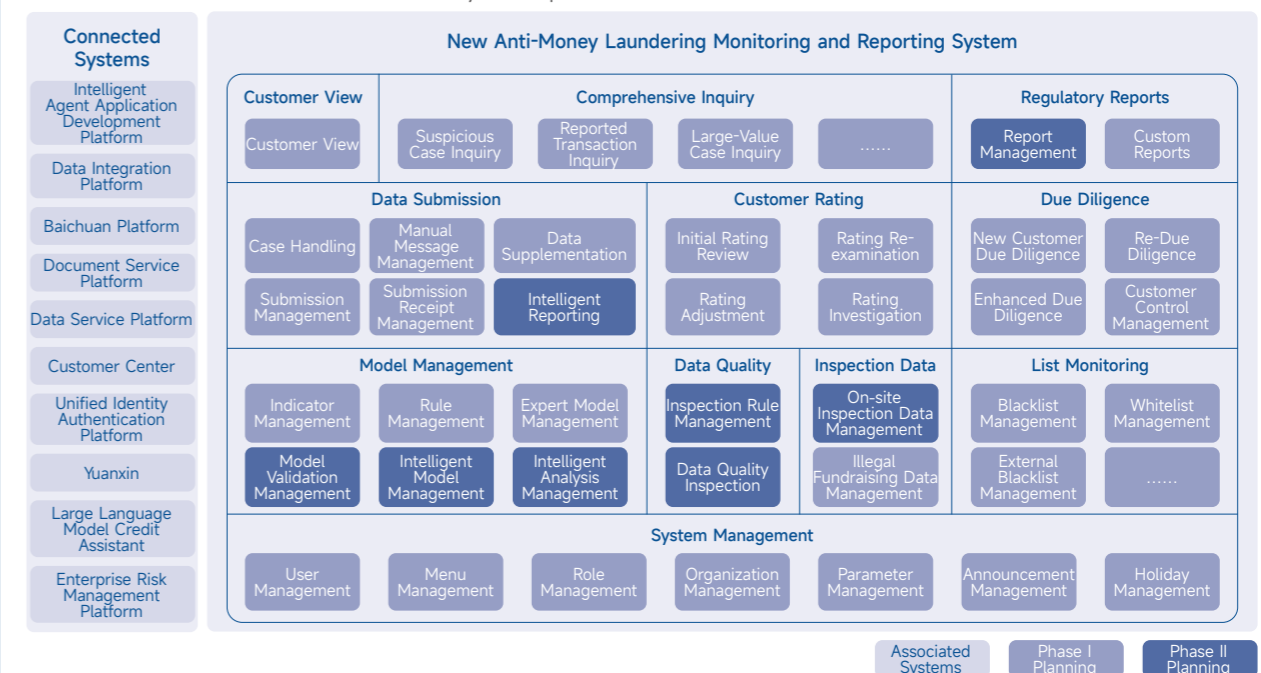 Connected
Systems
Intelligent
Agent Application
Development
Platform
Data Integration
Platform
Baichuan Platform
Document Service
Platform
Data Service Platform
Customer Center
Unified Identity
Authentication
Platform
Yuanxin
Large Language
Model Credit
Assistant
Enterprise Risk
Management
Platform
New Anti-Money Laundering Monitoring and Reporting System
Customer View
Customer View
Comprehensive Inquiry
Suspicious
Case Inquiry
Reported
Transaction
Inquiry
Large-Value
Case Inquiry
......
Regulatory Reports
Report
Management
Custom
Reports
Data Submission
Case Handling
Manual
Message
Management
Data
Supplementation
Submission
Management
Submission
Receipt
Management
Intelligent
Reporting
Customer Rating
Initial Rating
Review
Rating Re-
examination
Rating
Adjustment
Rating
Investigation
Due Diligence
New Customer
Due Diligence
Re-Due
Diligence
Enhanced Due
Diligence
Customer
Control
Management
Model Management
Indicator
Management
Rule
Management
Expert Model
Management
Model
Validation
Management
Intelligent
Model
Management
Intelligent
Analysis
Management
Data Quality
Inspection Rule
Management
Data Quality
Inspection
Inspection Data
On-site
Inspection Data
Management
Illegal
Fundraising Data
Management
List Monitoring
Blacklist
Management
Whitelist
Management
External
Blacklist
Management
......
System Management
User
Management
Menu
Management
Role
Management
Organization
Management
Parameter
Management
Announcement
Management
Holiday
Management
Associated
Systems
Phase I
Planning
Phase II
Planning